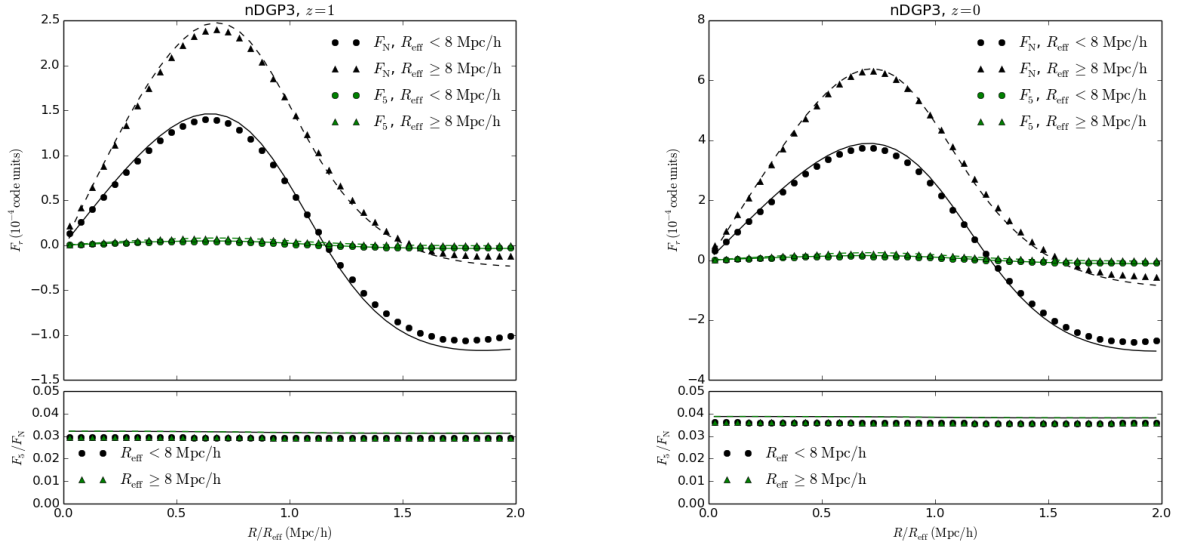 nDGP3, z=1
2.5
2.0
1.5
1.0
0.5
0.0
−0.5
−1.0
−1.5
F_r (10^{-4} code units)
F_N, R_eff < 8 Mpc/h
F_N, R_eff ≥ 8 Mpc/h
F_5, R_eff < 8 Mpc/h
F_5, R_eff ≥ 8 Mpc/h
0.05
0.04
0.03
0.02
0.01
0.00
F_5/F_N
R_eff < 8 Mpc/h
R_eff ≥ 8 Mpc/h
0.0 0.5 1.0 1.5 2.0
R/R_eff (Mpc/h)
nDGP3, z=0
8
6
4
2
0
−2
−4
F_r (10^{-4} code units)
F_N, R_eff < 8 Mpc/h
F_N, R_eff ≥ 8 Mpc/h
F_5, R_eff < 8 Mpc/h
F_5, R_eff ≥ 8 Mpc/h
0.05
0.04
0.03
0.02
0.01
0.00
F_5/F_N
R_eff < 8 Mpc/h
R_eff ≥ 8 Mpc/h
0.0 0.5 1.0 1.5 2.0
R/R_eff (Mpc/h)